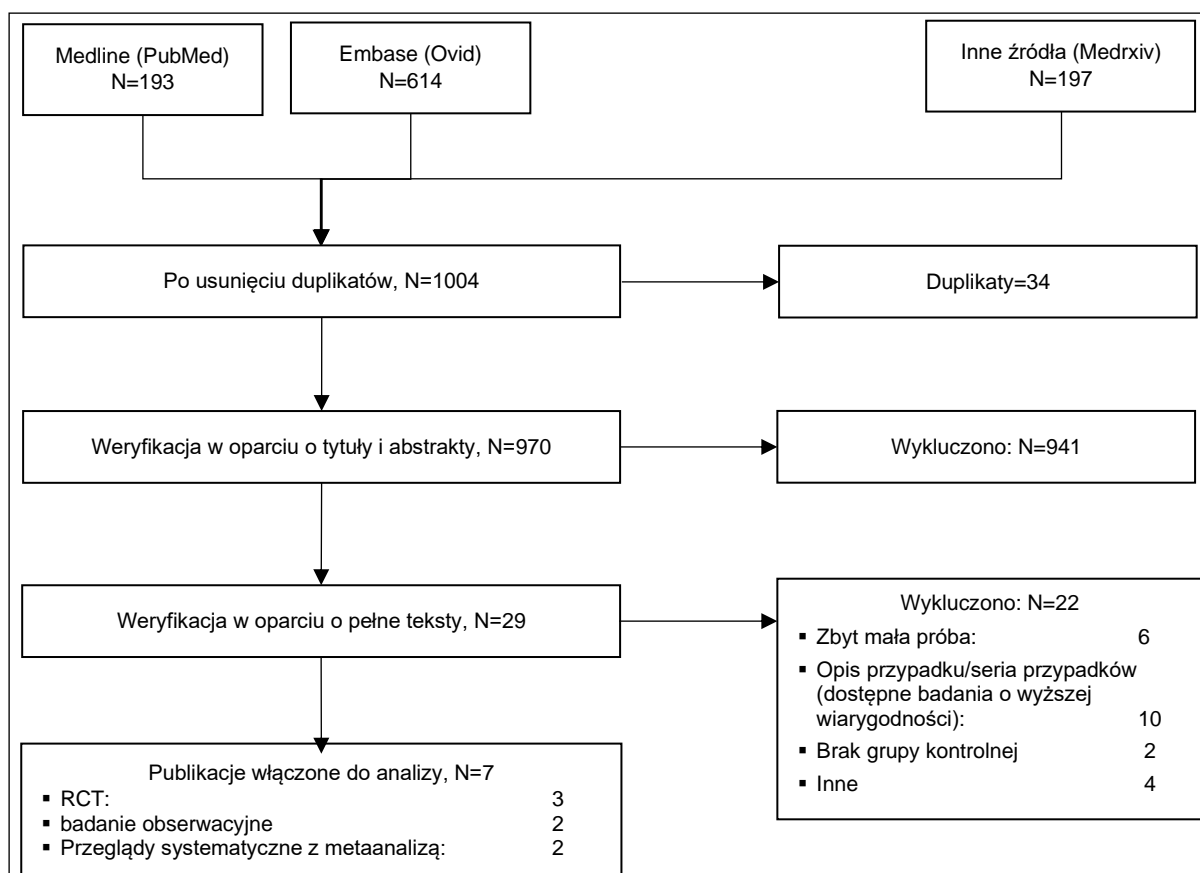 Medline (PubMed)
N=193
Embase (Ovid)
N=614
Inne źródła (Medrxiv)
N=197
Po usunięciu duplikatów, N=1004
Duplikaty=34
Weryfikacja w oparciu o tytuły i abstrakty, N=970
Wykluczono: N=941
Weryfikacja w oparciu o pełne teksty, N=29
Wykluczono: N=22
▪ Zbyt mała próba: 6
▪ Opis przypadku/seria przypadków
(dostępne badania o wyższej
wiarygodności): 10
▪ Brak grupy kontrolnej 2
▪ Inne 4
Publikacje włączone do analizy, N=7
▪ RCT: 3
▪ badanie obserwacyjne 2
▪ Przeglądy systematyczne z metaanalizą: 2